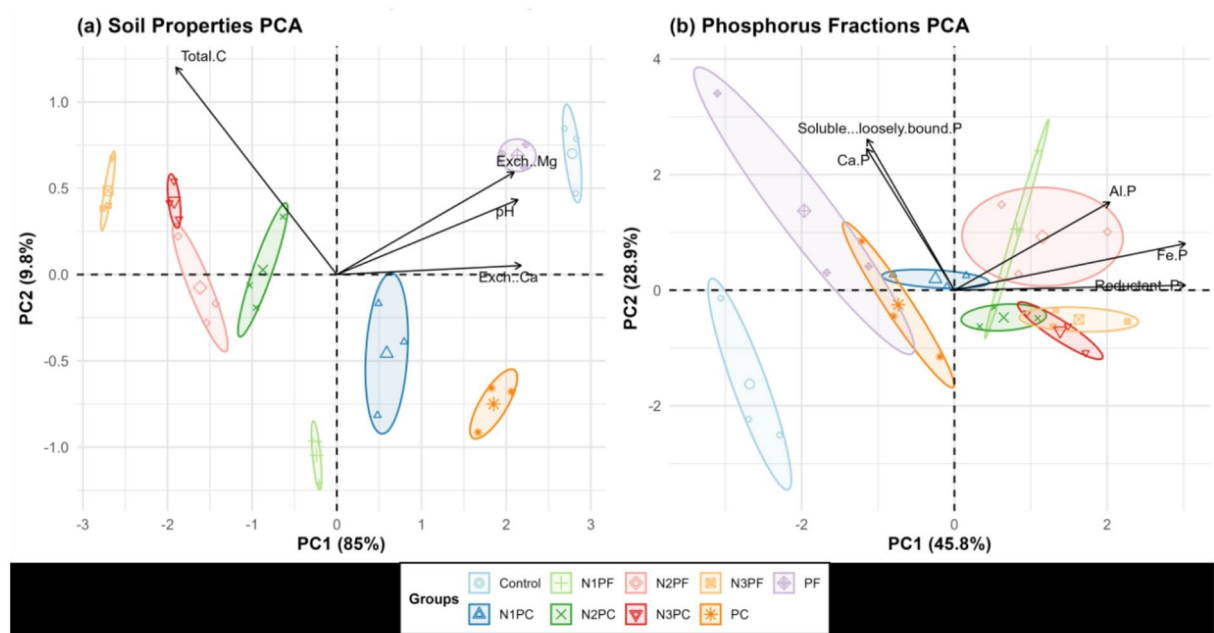 (a) Soil Properties PCA
Total.C
1.0
0.5
0.0
-0.5
-1.0
PC2 (9.8%)
Exch..Mg
pH
Exch..Ca
-3 -2 -1 0 1 2 3
PC1 (85%)
(b) Phosphorus Fractions PCA
4
2
0
-2
PC2 (28.9%)
Soluble...loosely.bound.P
Ca.P
Al.P
Fe.P
Reductant..P
-2 0 2
PC1 (45.8%)
Groups
Control N1PF N2PF N3PF PF
N1PC N2PC N3PC PC